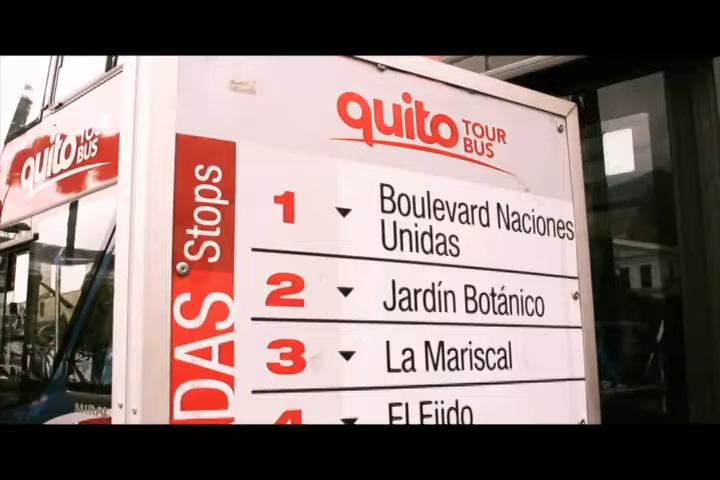 quito TOUR BUS
quito TOUR
BUS
*Stops
DAS
1 Boulevard Naciones
Unidas
2 Jardín Botánico
3 La Mariscal
4 El Ejido